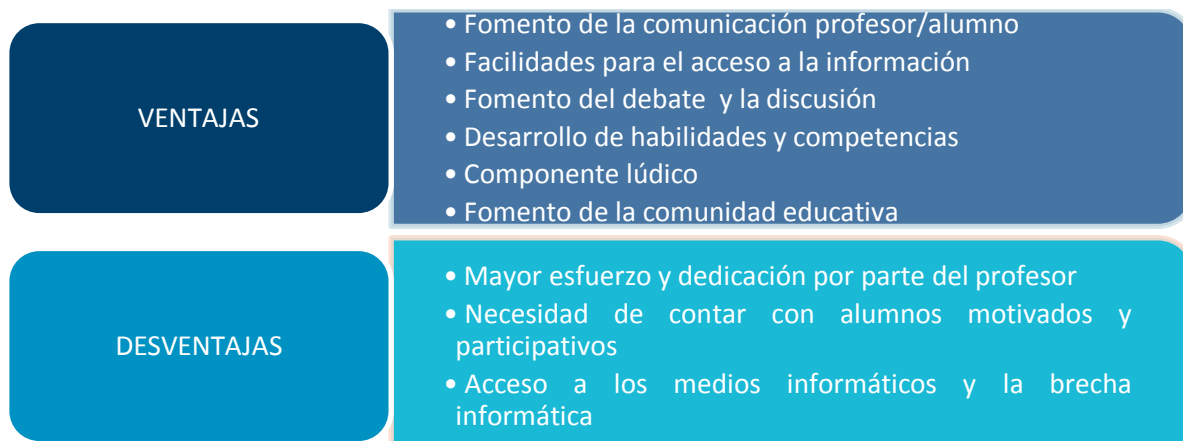 VENTAJAS
• Fomento de la comunicación profesor/alumno
• Facilidades para el acceso a la información
• Fomento del debate y la discusión
• Desarrollo de habilidades y competencias
• Componente lúdico
• Fomento de la comunidad educativa
DESVENTAJAS
• Mayor esfuerzo y dedicación por parte del profesor
• Necesidad de contar con alumnos motivados y
participativos
• Acceso a los medios informáticos y la brecha
informática